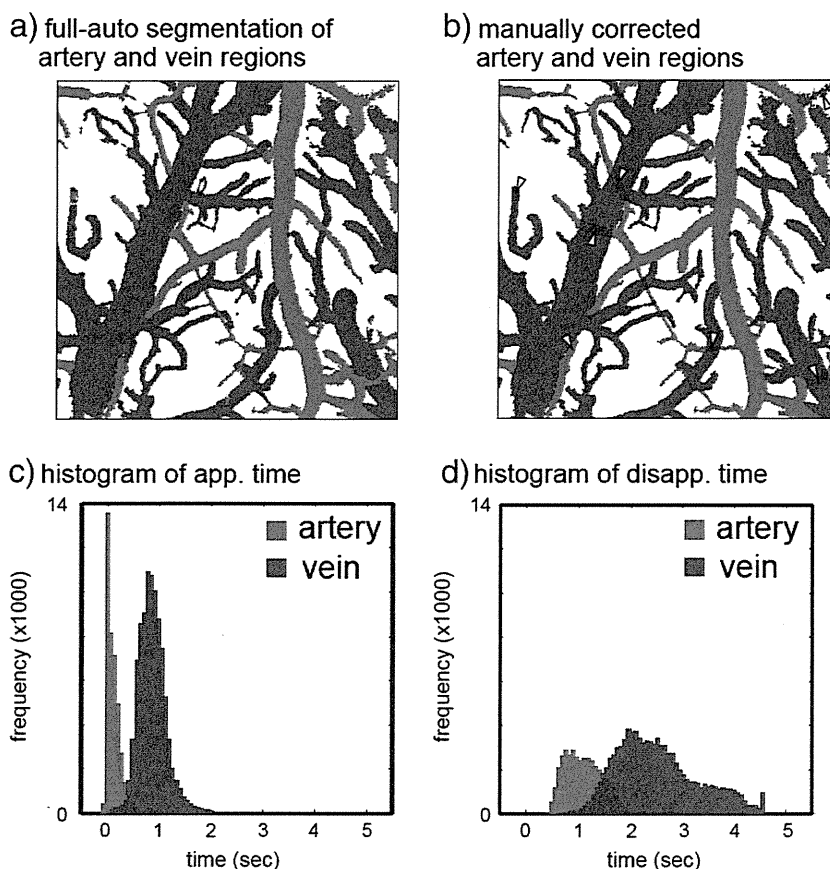 a) full-auto segmentation of
artery and vein regions
b) manually corrected
artery and vein regions
c) histogram of app. time
14
artery
vein
frequency (x1000)
0
0 1 2 3 4 5
time (sec)
d) histogram of disapp. time
14
artery
vein
frequency (x1000)
0
0 1 2 3 4 5
time (sec)